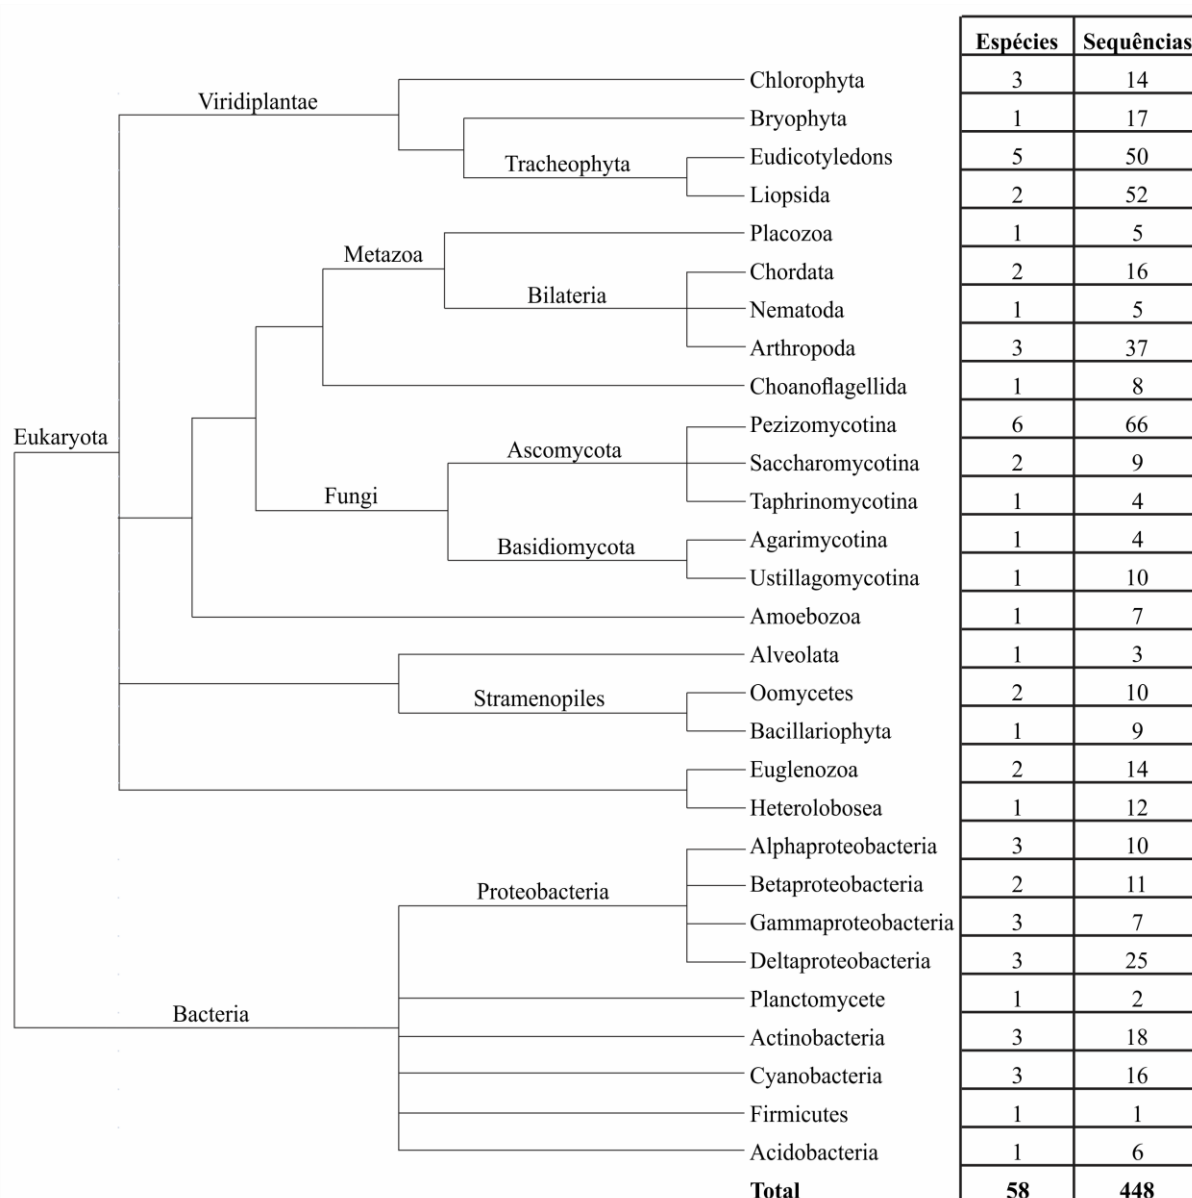 Espécies Sequências
Viridiplantae
Chlorophyta 3 14
Bryophyta 1 17
Tracheophyta
Eudicotyledons 5 50
Liopsida 2 52
Placozoa 1 5
Metazoa
Chordata 2 16
Bilateria
Nematoda 1 5
Arthropoda 3 37
Choanoflagellida 1 8
Eukaryota
Pezizomycotina 6 66
Ascomycota
Saccharomycotina 2 9
Fungi
Taphrinomycotina 1 4
Agarimycotina 1 4
Basidiomycota
Ustillagomycotina 1 10
Amoebozoa 1 7
Alveolata 1 3
Oomycetes 2 10
Stramenopiles
Bacillariophyta 1 9
Euglenozoa 2 14
Heterolobosea 1 12
Alphaproteobacteria 3 10
Proteobacteria
Betaproteobacteria 2 11
Gammaproteobacteria 3 7
Deltaproteobacteria 3 25
Planctomycete 1 2
Bacteria
Actinobacteria 3 18
Cyanobacteria 3 16
Firmicutes 1 1
Acidobacteria 1 6
Total 58 448